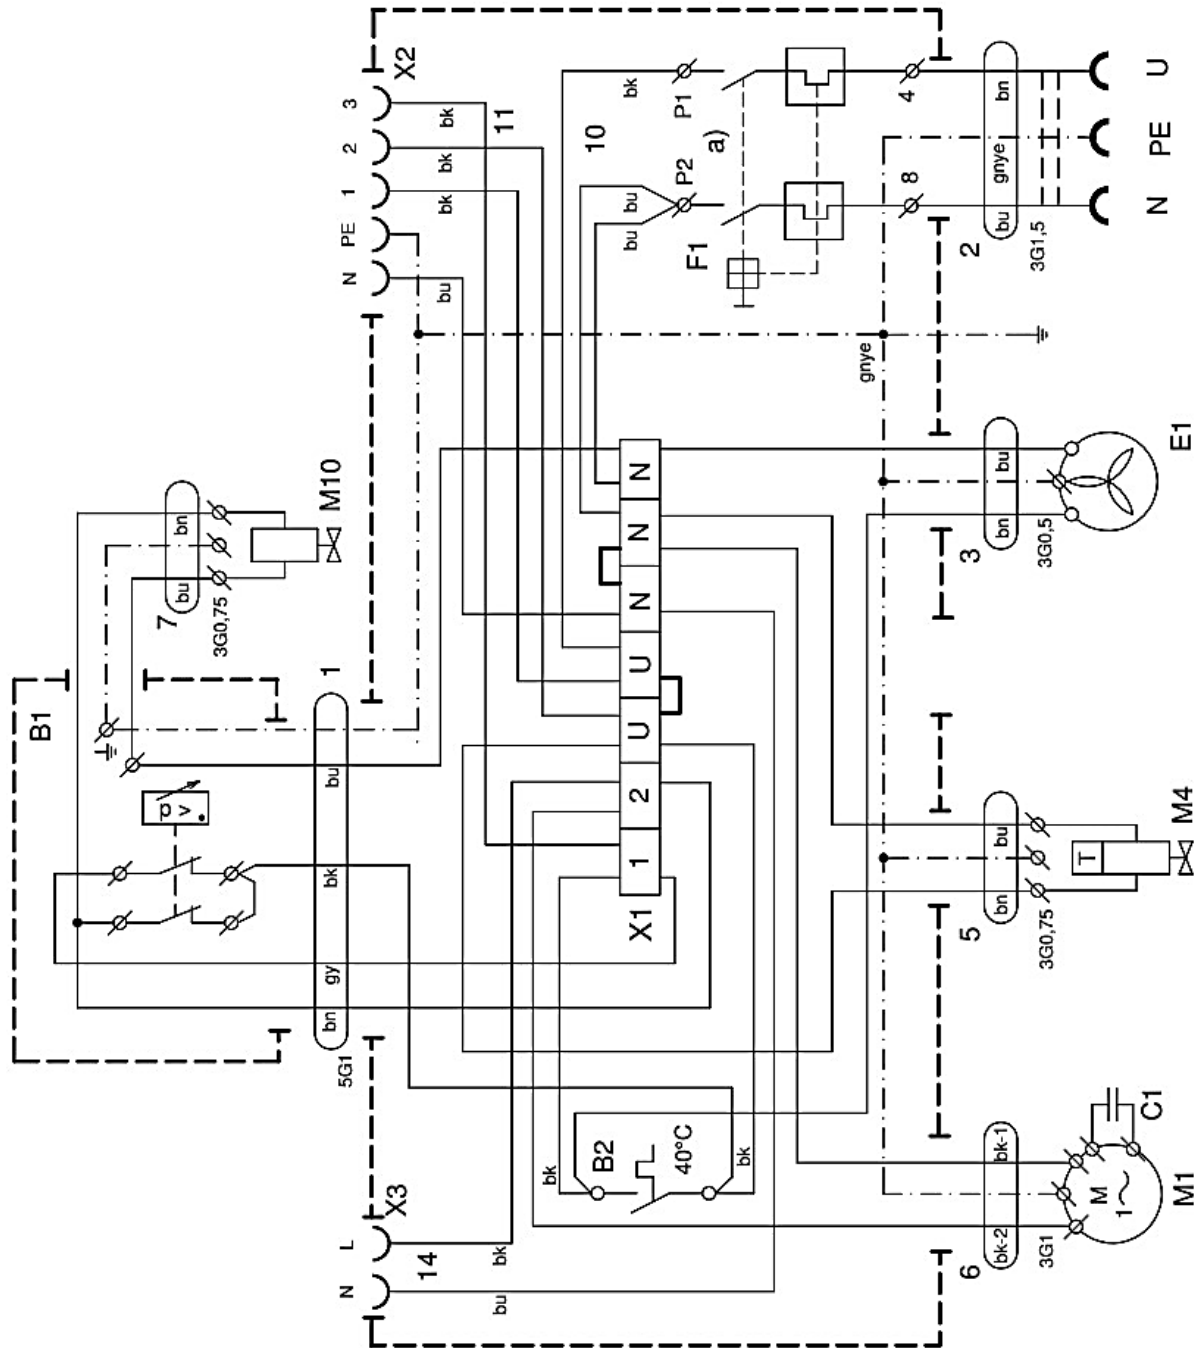 B1
7
bu
bn
p
v
3G0,75
bn
gy
bk
bu
1
M10
5G1
N
L
N
PE
1
2
3
X3
X2
14
bu
bk
bu
bk
bk
bk
11
bk
B2
10
X1
1
2
U
U
N
N
N
bu
bu
bk
40°C
bk
P2
P1
F1
a)
gnye
8
4
6
5
3
2
bk-2
bk-1
bn
bu
bn
bu
bu
gnye
bn
3G1
3G0,75
3G0,5
3G1,5
M
1~
T
C1
M1
M4
E1
N
PE
U